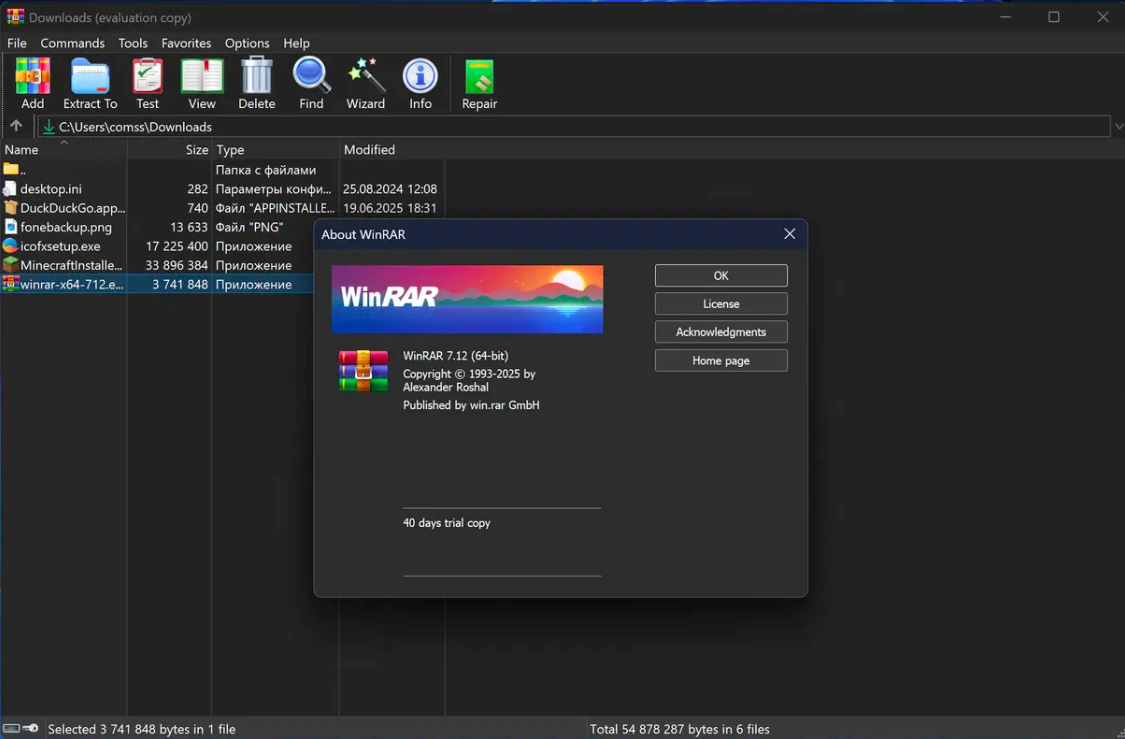 Downloads (evaluation copy)
File Commands Tools Favorites Options Help
Add Extract To Test View Delete Find Wizard Info Repair
C:\Users\comss\Downloads
Name Size Type Modified
.. Папка с файлами
desktop.ini 282 Параметры конфи... 25.08.2024 12:08
DuckDuckGo.app... 740 Файл "APPINSTALLE... 19.06.2025 18:31
fonebackup.png 13 633 Файл "PNG"
icofxsetup.exe 17 225 400 Приложение
MinecraftInstalle... 33 896 384 Приложение
winrar-x64-712.e... 3 741 848 Приложение
About WinRAR
WinRAR
OK
License
Acknowledgments
Home page
WinRAR 7.12 (64-bit)
Copyright © 1993-2025 by
Alexander Roshal
Published by win.rar GmbH
40 days trial copy
Selected 3 741 848 bytes in 1 file Total 54 878 287 bytes in 6 files